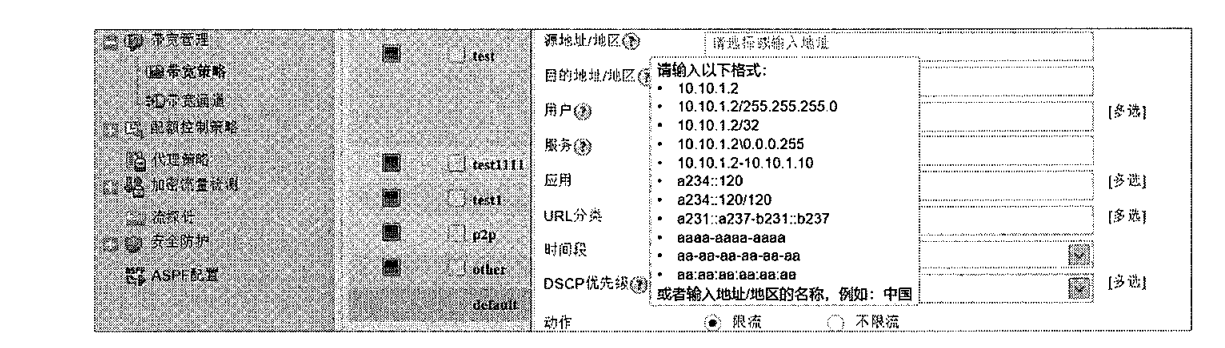 带宽管理
带宽策略
带宽通道
配额控制策略
代理策略
加密流量检测
流探针
安全防护
ASPF配置
test
test1111
test1
p2p
other
default
源地址/地区
请选择或输入地址
目的地址/地区
用户
[多选]
服务
应用
[多选]
URL分类
[多选]
时间段
DSCP优先级
[多选]
动作
限流
不限流
请输入以下格式:
• 10.10.1.2
• 10.10.1.2/255.255.255.0
• 10.10.1.2/32
• 10.10.1.2\0.0.0.255
• 10.10.1.2-10.10.1.10
• a234::120
• a234::120/120
• a231::a237-b231::b237
• aaaa-aaaa-aaaa
• aa-aa-aa-aa-aa-aa
• aa:aa:aa:aa:aa:aa
或者输入地址/地区的名称, 例如: 中国